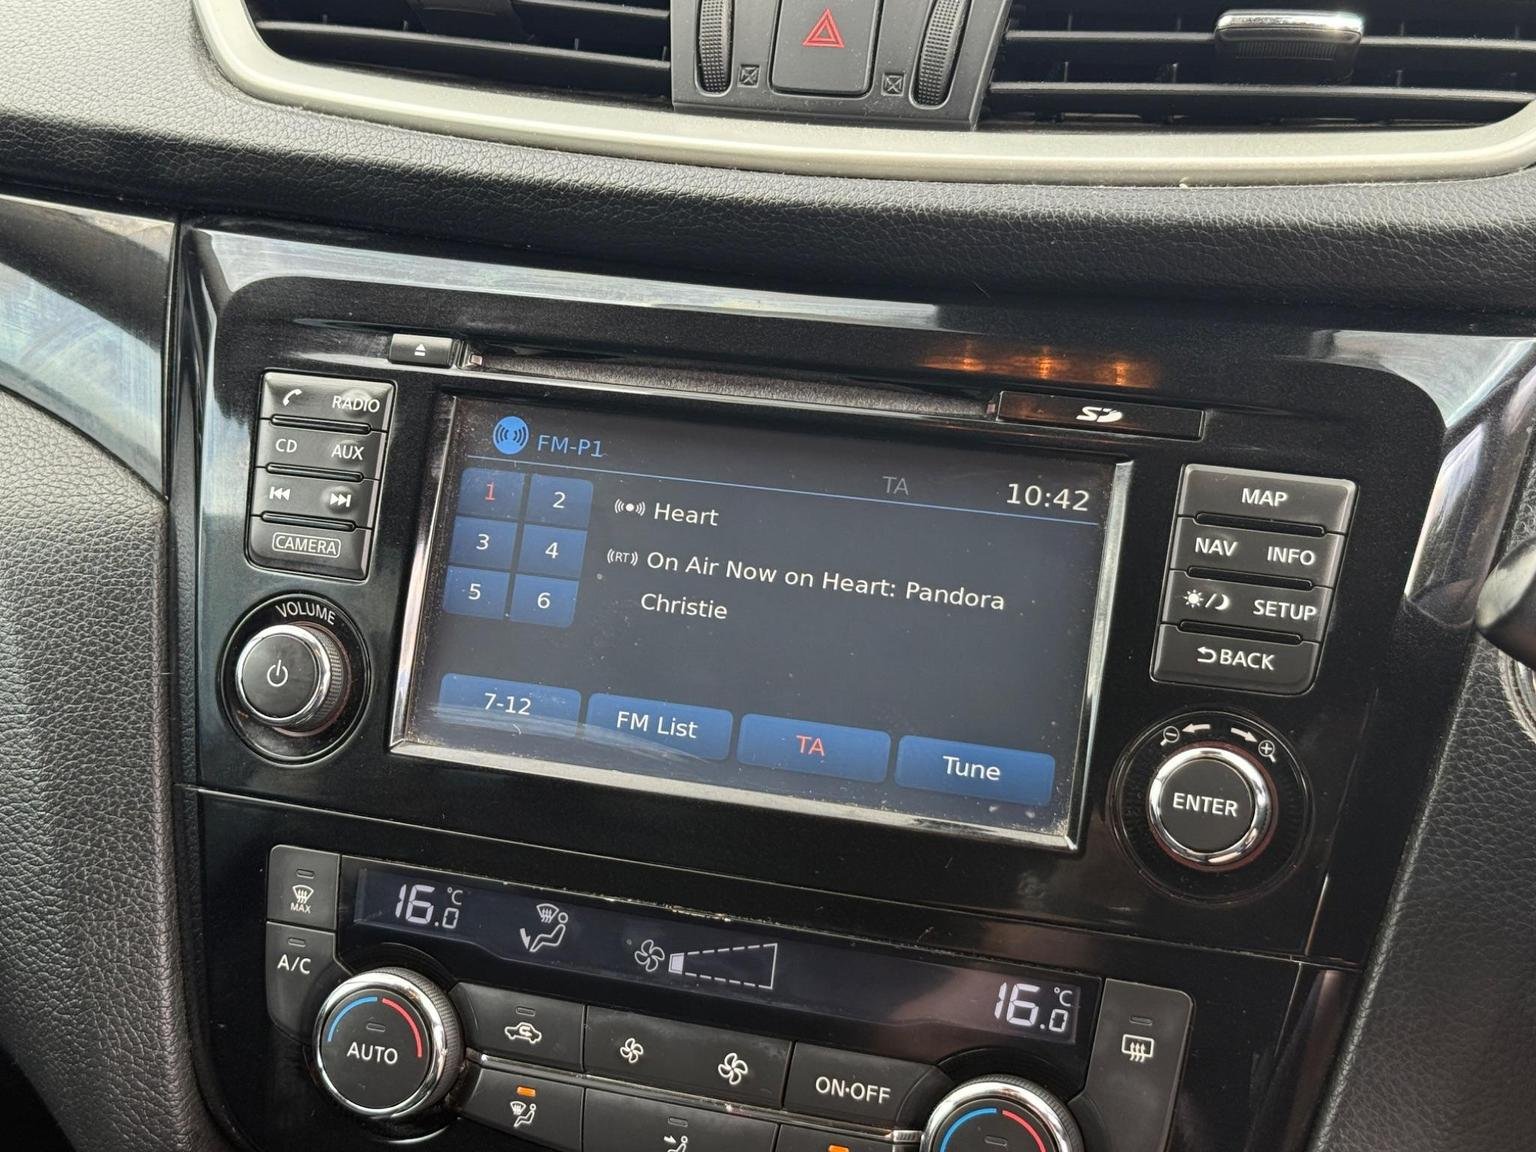 SD
RADIO
CD AUX
CAMERA
VOLUME
FM-P1
TA 10:42
1 2
3 4
5 6
Heart
(RT) On Air Now on Heart: Pandora
Christie
7-12 FM List TA Tune
MAP
NAV INFO
SETUP
BACK
ENTER
MAX
A/C
16.0 °C
16.0 °C
AUTO
ON·OFF